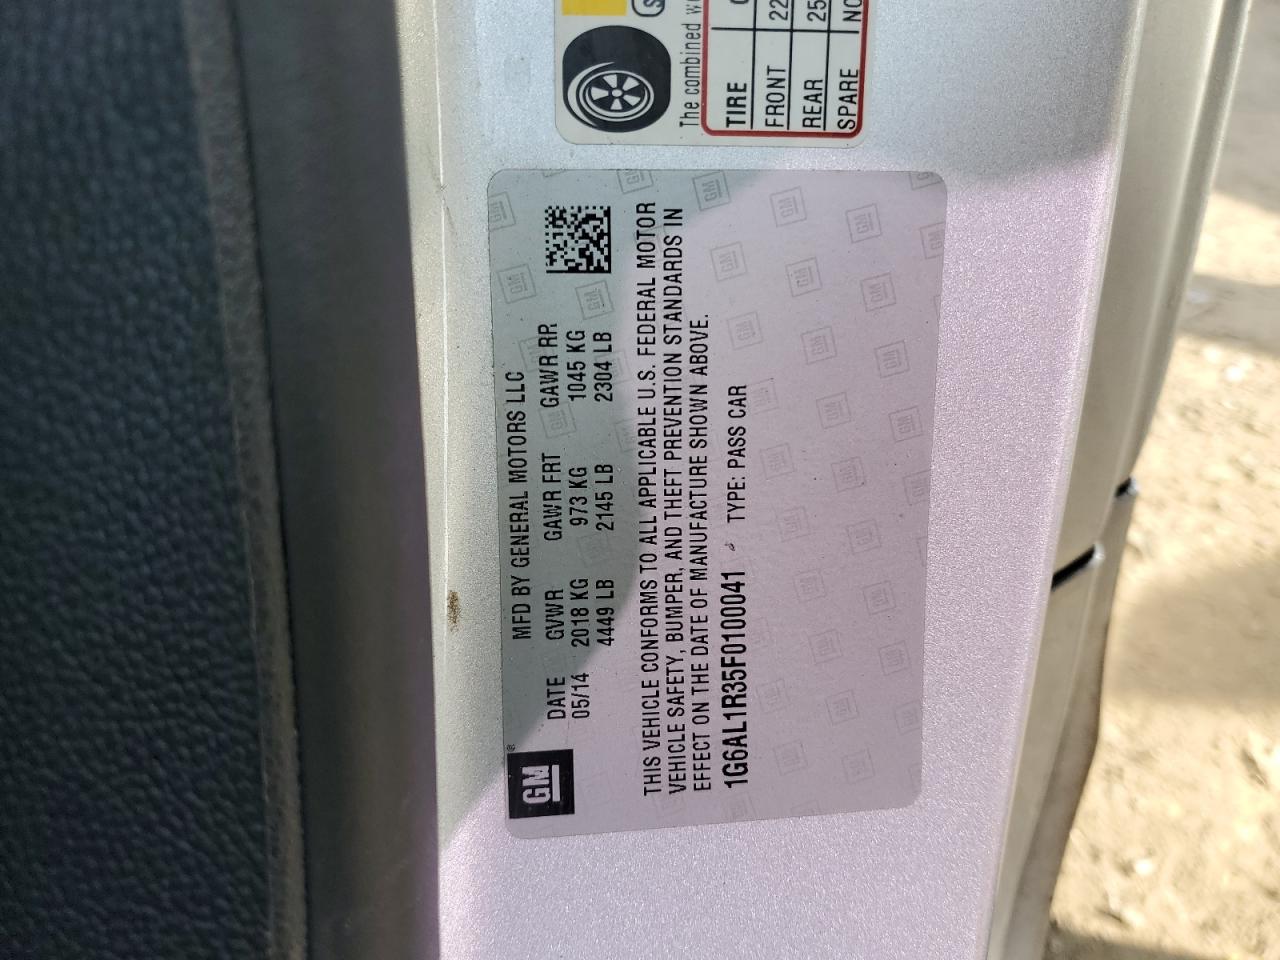 The combined
TIRE
FRONT 22
REAR 25
SPARE
GM®
MFD BY GENERAL MOTORS LLC
DATE GVWR GAWR FRT GAWR RR
05/14 2018 KG 973 KG 1045 KG
4449 LB 2145 LB 2304 LB
THIS VEHICLE CONFORMS TO ALL APPLICABLE U.S. FEDERAL MOTOR
VEHICLE SAFETY, BUMPER, AND THEFT PREVENTION STANDARDS IN
EFFECT ON THE DATE OF MANUFACTURE SHOWN ABOVE.
1G6AL1R35F0100041 TYPE: PASS CAR